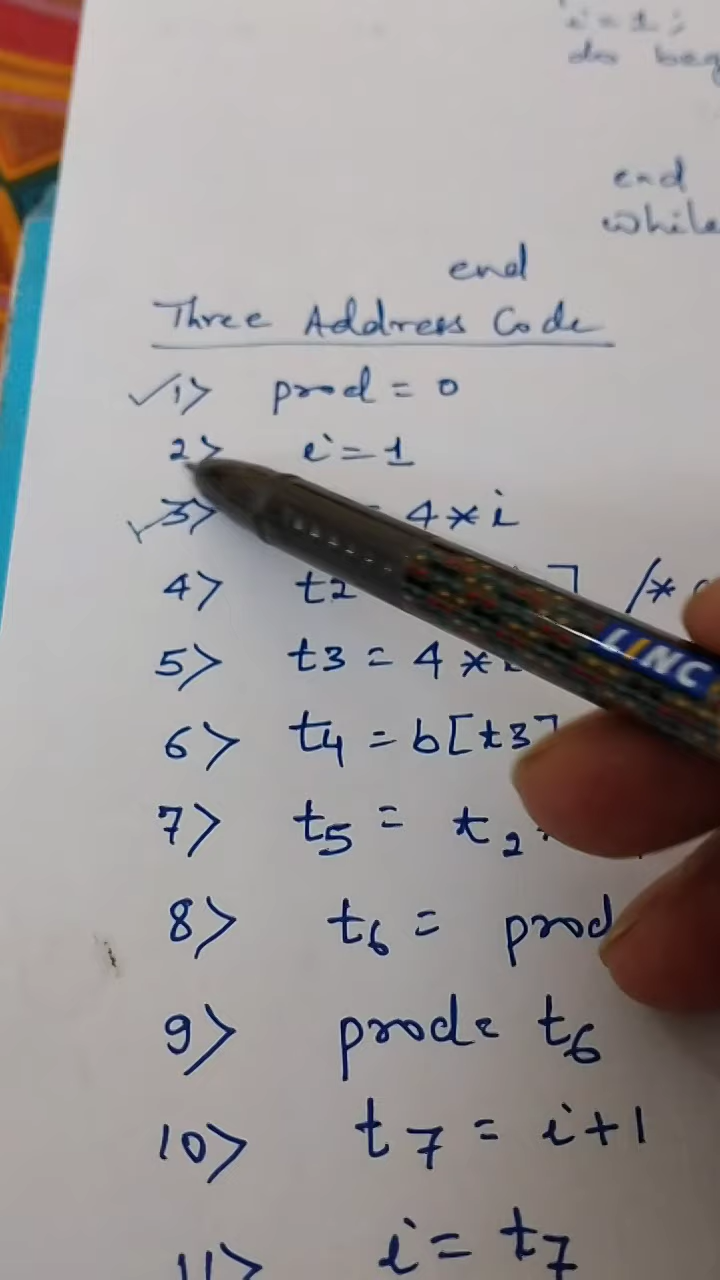 i=1;
do beg
end
while
end
Three Address Code
✓1> prod = 0
2> i = 1
✓3> = 4*i
4> t2 ] /*
5> t3 = 4*
6> t4 = b[t3]
7> t5 = t2
8> t6 = prod
9> prod= t6
10> t7 = i+1
11> i = t7
LINC